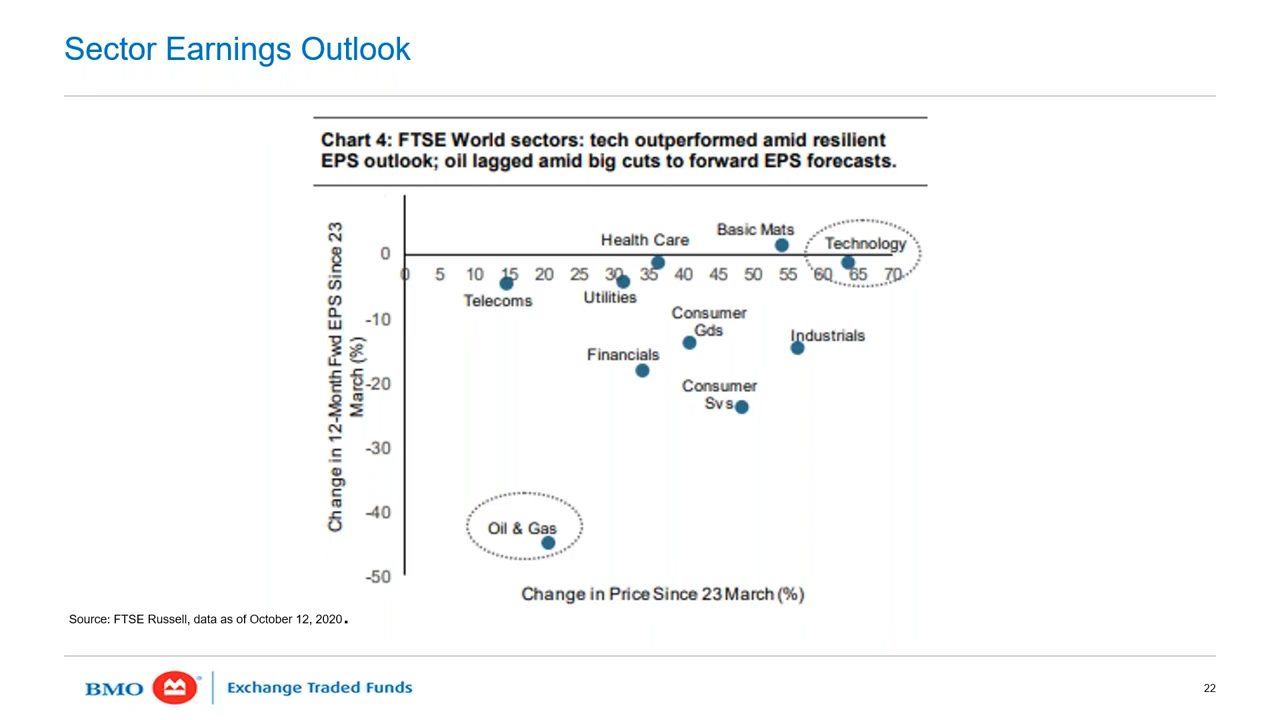 Sector Earnings Outlook
Chart 4: FTSE World sectors: tech outperformed amid resilient
EPS outlook; oil lagged amid big cuts to forward EPS forecasts.
Change in 12-Month Fwd EPS Since 23
March (%)
Basic Mats
Health Care
Technology
0
0 5 10 15 20 25 30 35 40 45 50 55 60 65 70
Telecoms
Utilities
Consumer
Gds
-10
Industrials
Financials
-20
Consumer
Svs
-30
-40
Oil & Gas
-50
Change in Price Since 23 March (%)
Source: FTSE Russell, data as of October 12, 2020.
BMO Exchange Traded Funds
22